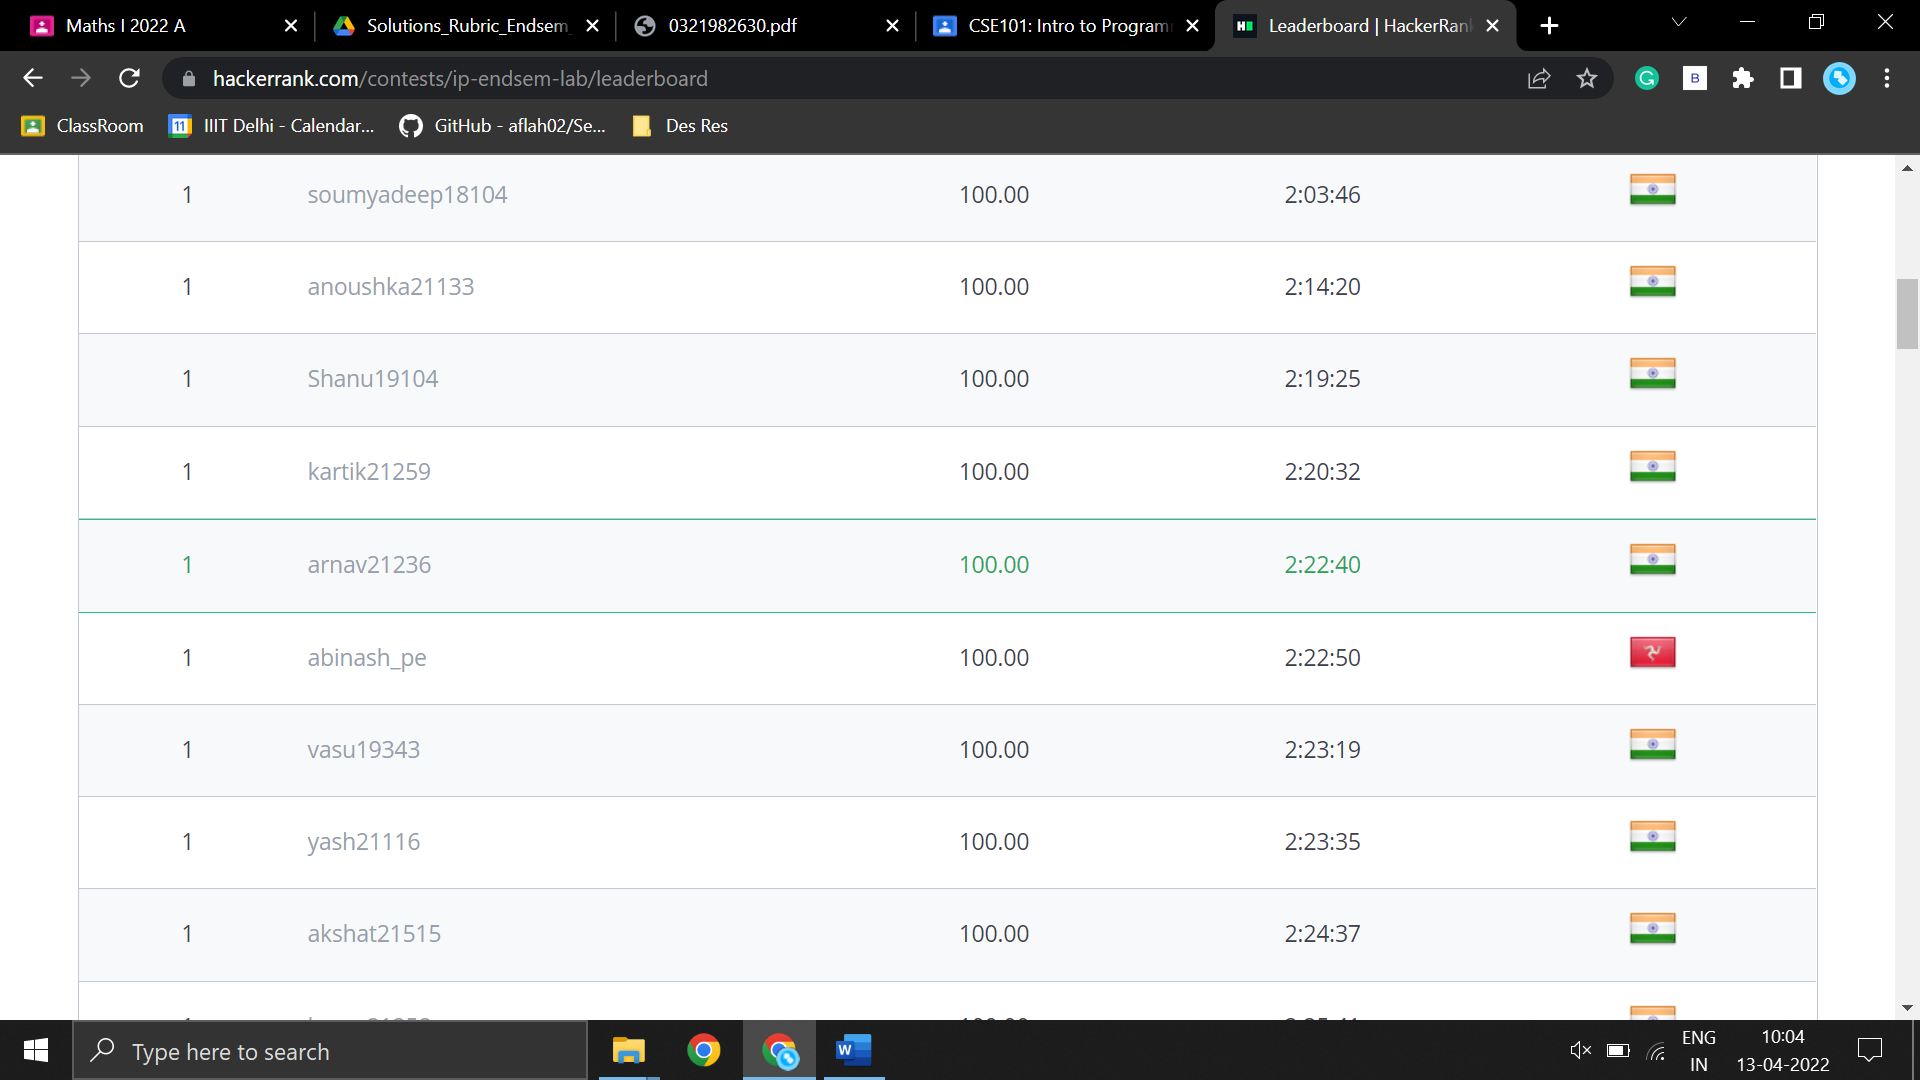 Maths I 2022 A
Solutions_Rubric_Endsem_
0321982630.pdf
CSE101: Intro to Program
Leaderboard | HackerRank
hackerrank.com/contests/ip-endsem-lab/leaderboard
G
B
ClassRoom
11
IIIT Delhi - Calendar...
GitHub - aflah02/Se...
Des Res
1 soumyadeep18104 100.00 2:03:46
1 anoushka21133 100.00 2:14:20
1 Shanu19104 100.00 2:19:25
1 kartik21259 100.00 2:20:32
1 arnav21236 100.00 2:22:40
1 abinash_pe 100.00 2:22:50
1 vasu19343 100.00 2:23:19
1 yash21116 100.00 2:23:35
1 akshat21515 100.00 2:24:37
Type here to search
W
ENG
IN
10:04
13-04-2022